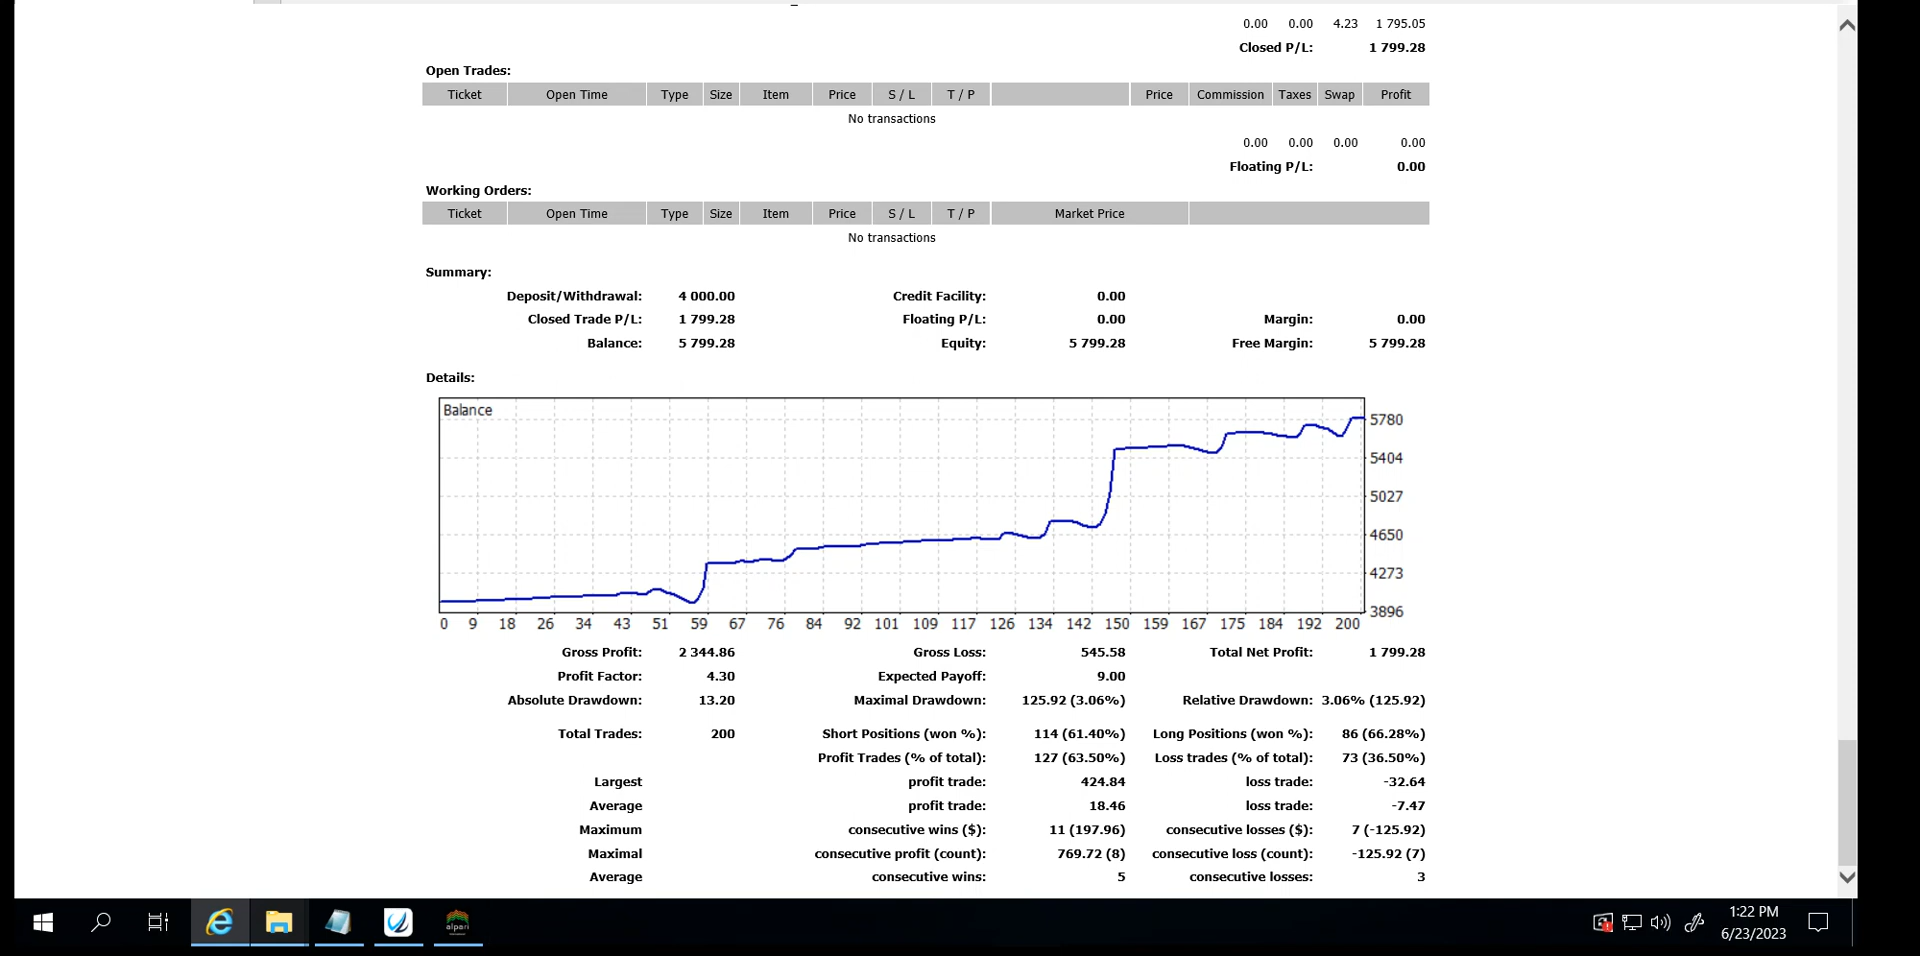 0.00 0.00 4.23 1 795.05
Closed P/L: 1 799.28
Open Trades:
Ticket Open Time Type Size Item Price S / L T / P Price Commission Taxes Swap Profit
No transactions
0.00 0.00 0.00 0.00
Floating P/L: 0.00
Working Orders:
Ticket Open Time Type Size Item Price S / L T / P Market Price
No transactions
Summary:
Deposit/Withdrawal: 4 000.00 Credit Facility: 0.00
Closed Trade P/L: 1 799.28 Floating P/L: 0.00 Margin: 0.00
Balance: 5 799.28 Equity: 5 799.28 Free Margin: 5 799.28
Details:
Balance
5780
5404
5027
4650
4273
3896
0 9 18 26 34 43 51 59 67 76 84 92 101 109 117 126 134 142 150 159 167 175 184 192 200
Gross Profit: 2 344.86 Gross Loss: 545.58 Total Net Profit: 1 799.28
Profit Factor: 4.30 Expected Payoff: 9.00
Absolute Drawdown: 13.20 Maximal Drawdown: 125.92 (3.06%) Relative Drawdown: 3.06% (125.92)
Total Trades: 200 Short Positions (won %): 114 (61.40%) Long Positions (won %): 86 (66.28%)
Profit Trades (% of total): 127 (63.50%) Loss trades (% of total): 73 (36.50%)
Largest profit trade: 424.84 loss trade: -32.64
Average profit trade: 18.46 loss trade: -7.47
Maximum consecutive wins ($): 11 (197.96) consecutive losses ($): 7 (-125.92)
Maximal consecutive profit (count): 769.72 (8) consecutive loss (count): -125.92 (7)
Average consecutive wins: 5 consecutive losses: 3
alpari
1:22 PM
6/23/2023